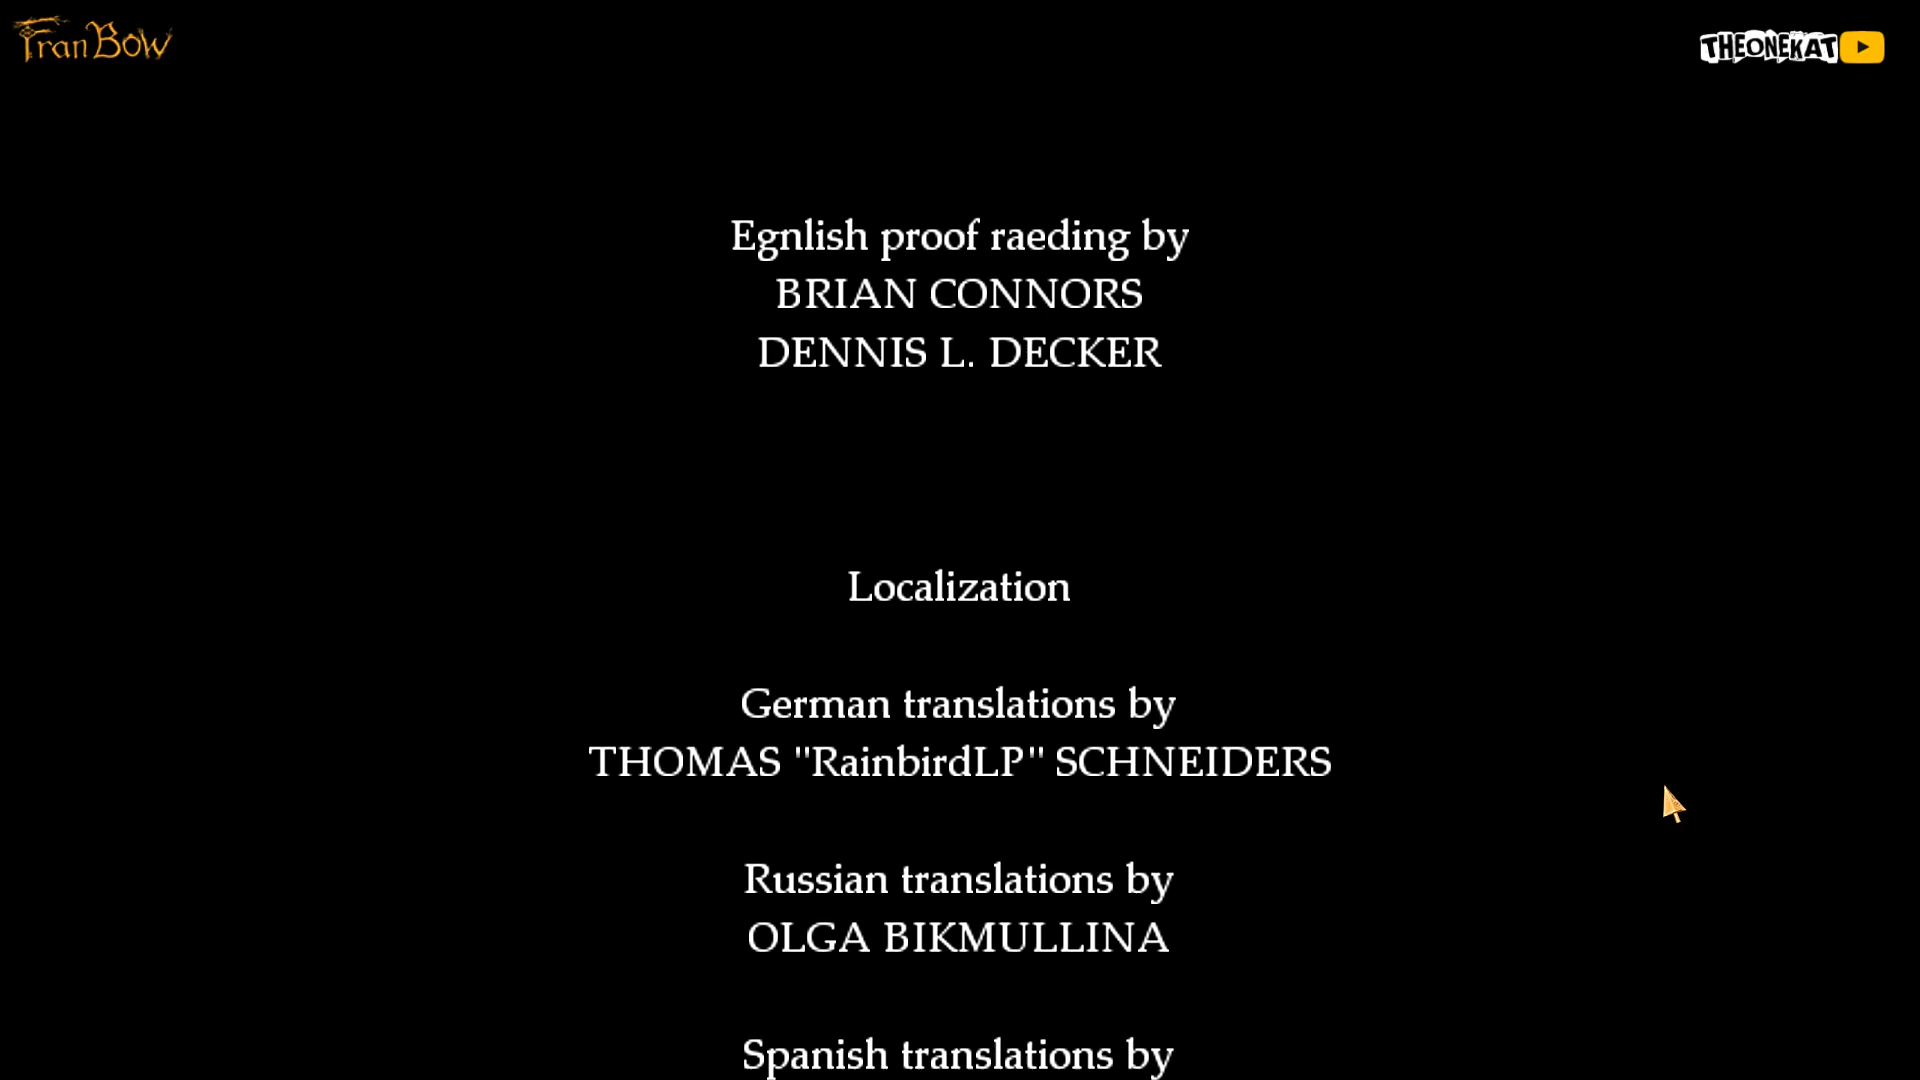 Fran Bow
THEONEKAT
Egnlish proof raeding by
BRIAN CONNORS
DENNIS L. DECKER
Localization
German translations by
THOMAS "RainbirdLP" SCHNEIDERS
Russian translations by
OLGA BIKMULLINA
Spanish translations by